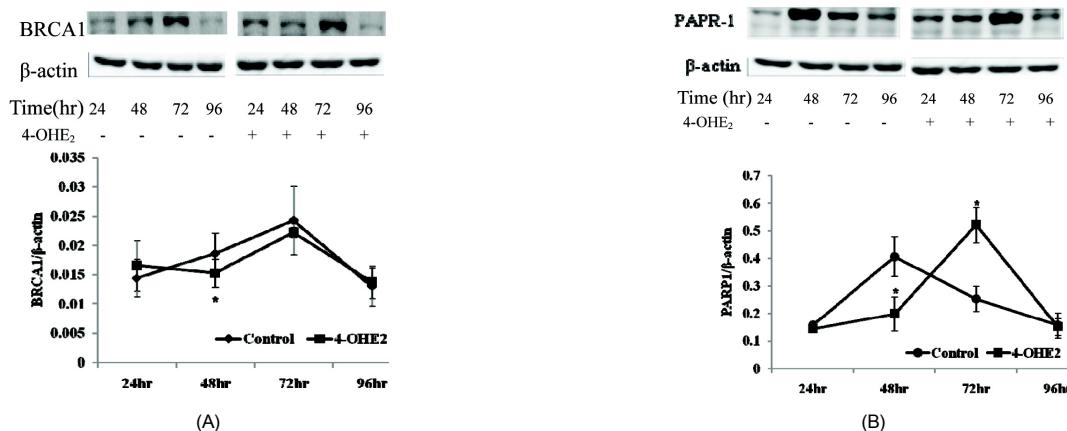 BRCA1
β-actin
Time(hr) 24 48 72 96 24 48 72 96
4-OHE₂ - - - - + + + +
0.035
0.03
0.025
0.02
0.015
0.01
0.005
0
BRCA1/β-actin
*
Control 4-OHE2
24hr 48hr 72hr 96hr
(A)
PAPR-1
β-actin
Time (hr) 24 48 72 96 24 48 72 96
4-OHE₂ - - - - + + + +
0.7
0.6
0.5
0.4
0.3
0.2
0.1
0
PARP1/β-actin
*
*
Control 4-OHE2
24hr 48hr 72hr 96hr
(B)